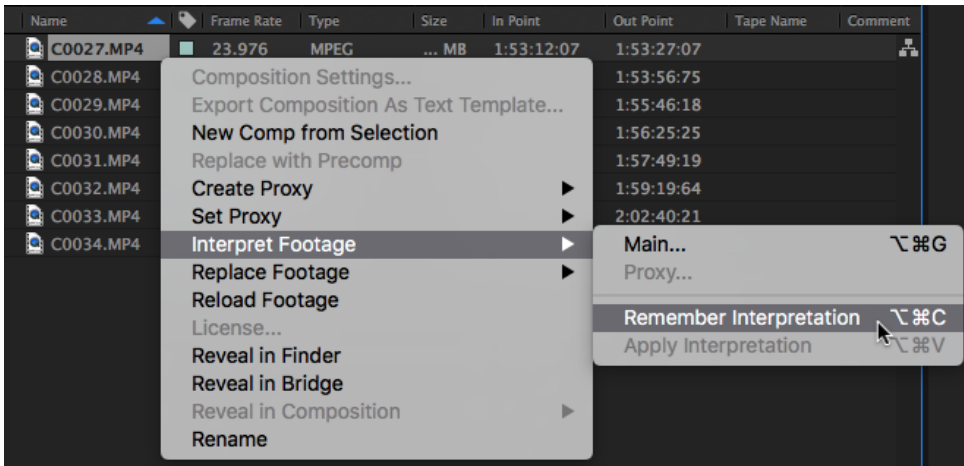 Name Frame Rate Type Size In Point Out Point Tape Name Comment
C0027.MP4 23.976 MPEG ... MB 1:53:12:07 1:53:27:07
C0028.MP4 1:53:56:75
C0029.MP4 1:55:46:18
C0030.MP4 1:56:25:25
C0031.MP4 1:57:49:19
C0032.MP4 1:59:19:64
C0033.MP4 2:02:40:21
C0034.MP4
Composition Settings...
Export Composition As Text Template...
New Comp from Selection
Replace with Precomp
Create Proxy
Set Proxy
Interpret Footage
Replace Footage
Reload Footage
License...
Reveal in Finder
Reveal in Bridge
Reveal in Composition
Rename
Main... ⌥⌘G
Proxy...
Remember Interpretation ⌥⌘C
Apply Interpretation ⌥⌘V